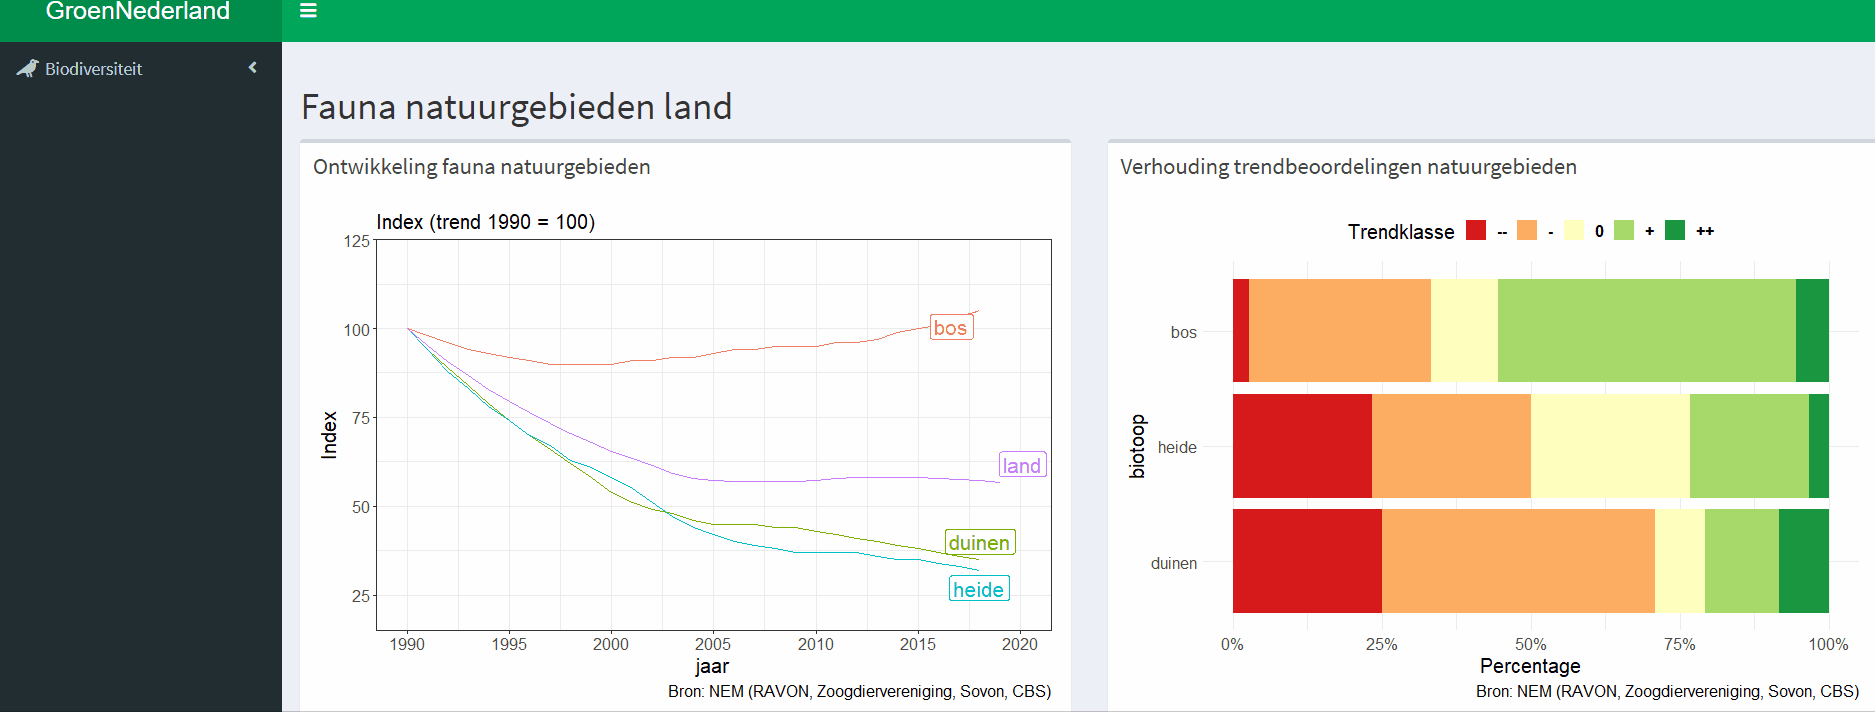 GroenNederland
Biodiversiteit
Fauna natuurgebieden land
Ontwikkeling fauna natuurgebieden
Index (trend 1990 = 100)
125
100
75
50
25
Index
bos
land
duinen
heide
1990 1995 2000 2005 2010 2015 2020
jaar
Bron: NEM (RAVON, Zoogdiervereniging, Sovon, CBS)
Verhouding trendbeoordelingen natuurgebieden
Trendklasse -- - 0 + ++
biotoop
bos
heide
duinen
0% 25% 50% 75% 100%
Percentage
Bron: NEM (RAVON, Zoogdiervereniging, Sovon, CBS)